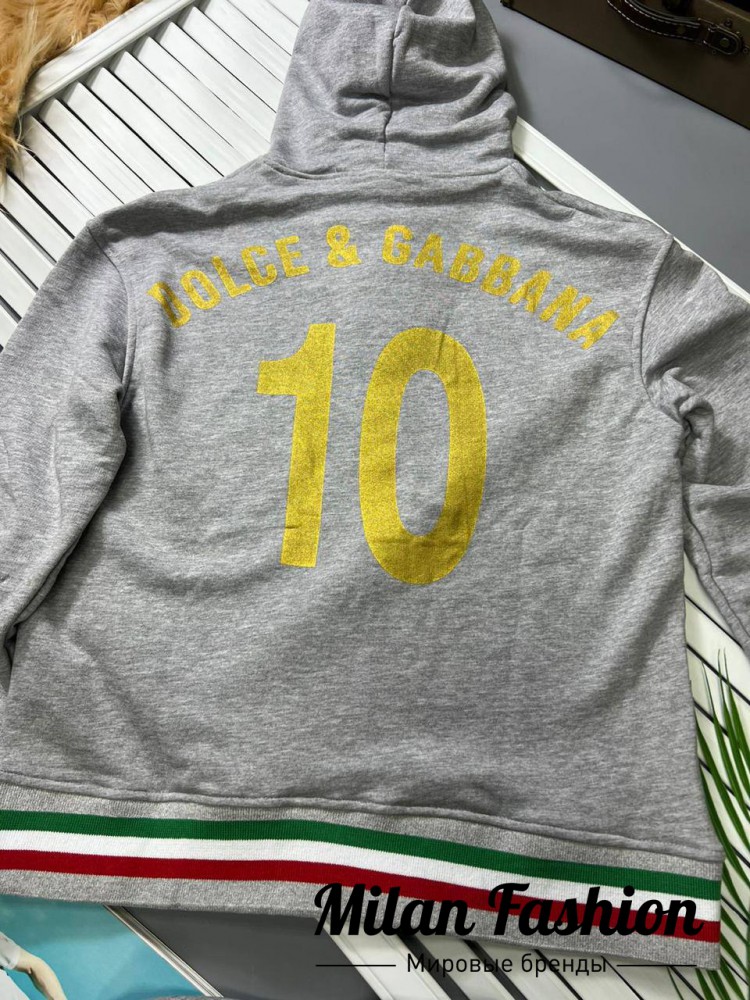 DOLCE & GABBANA
10
Milan Fashion
Мировые бренды